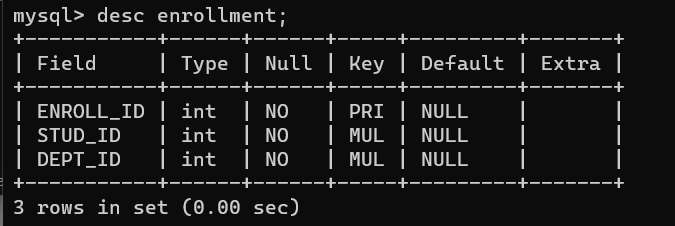 mysql> desc enrollment;
+-----------+------+------+-----+---------+-------+
| Field     | Type | Null | Key | Default | Extra |
+-----------+------+------+-----+---------+-------+
| ENROLL_ID | int  | NO   | PRI | NULL    |       |
| STUD_ID   | int  | NO   | MUL | NULL    |       |
| DEPT_ID   | int  | NO   | MUL | NULL    |       |
+-----------+------+------+-----+---------+-------+
3 rows in set (0.00 sec)